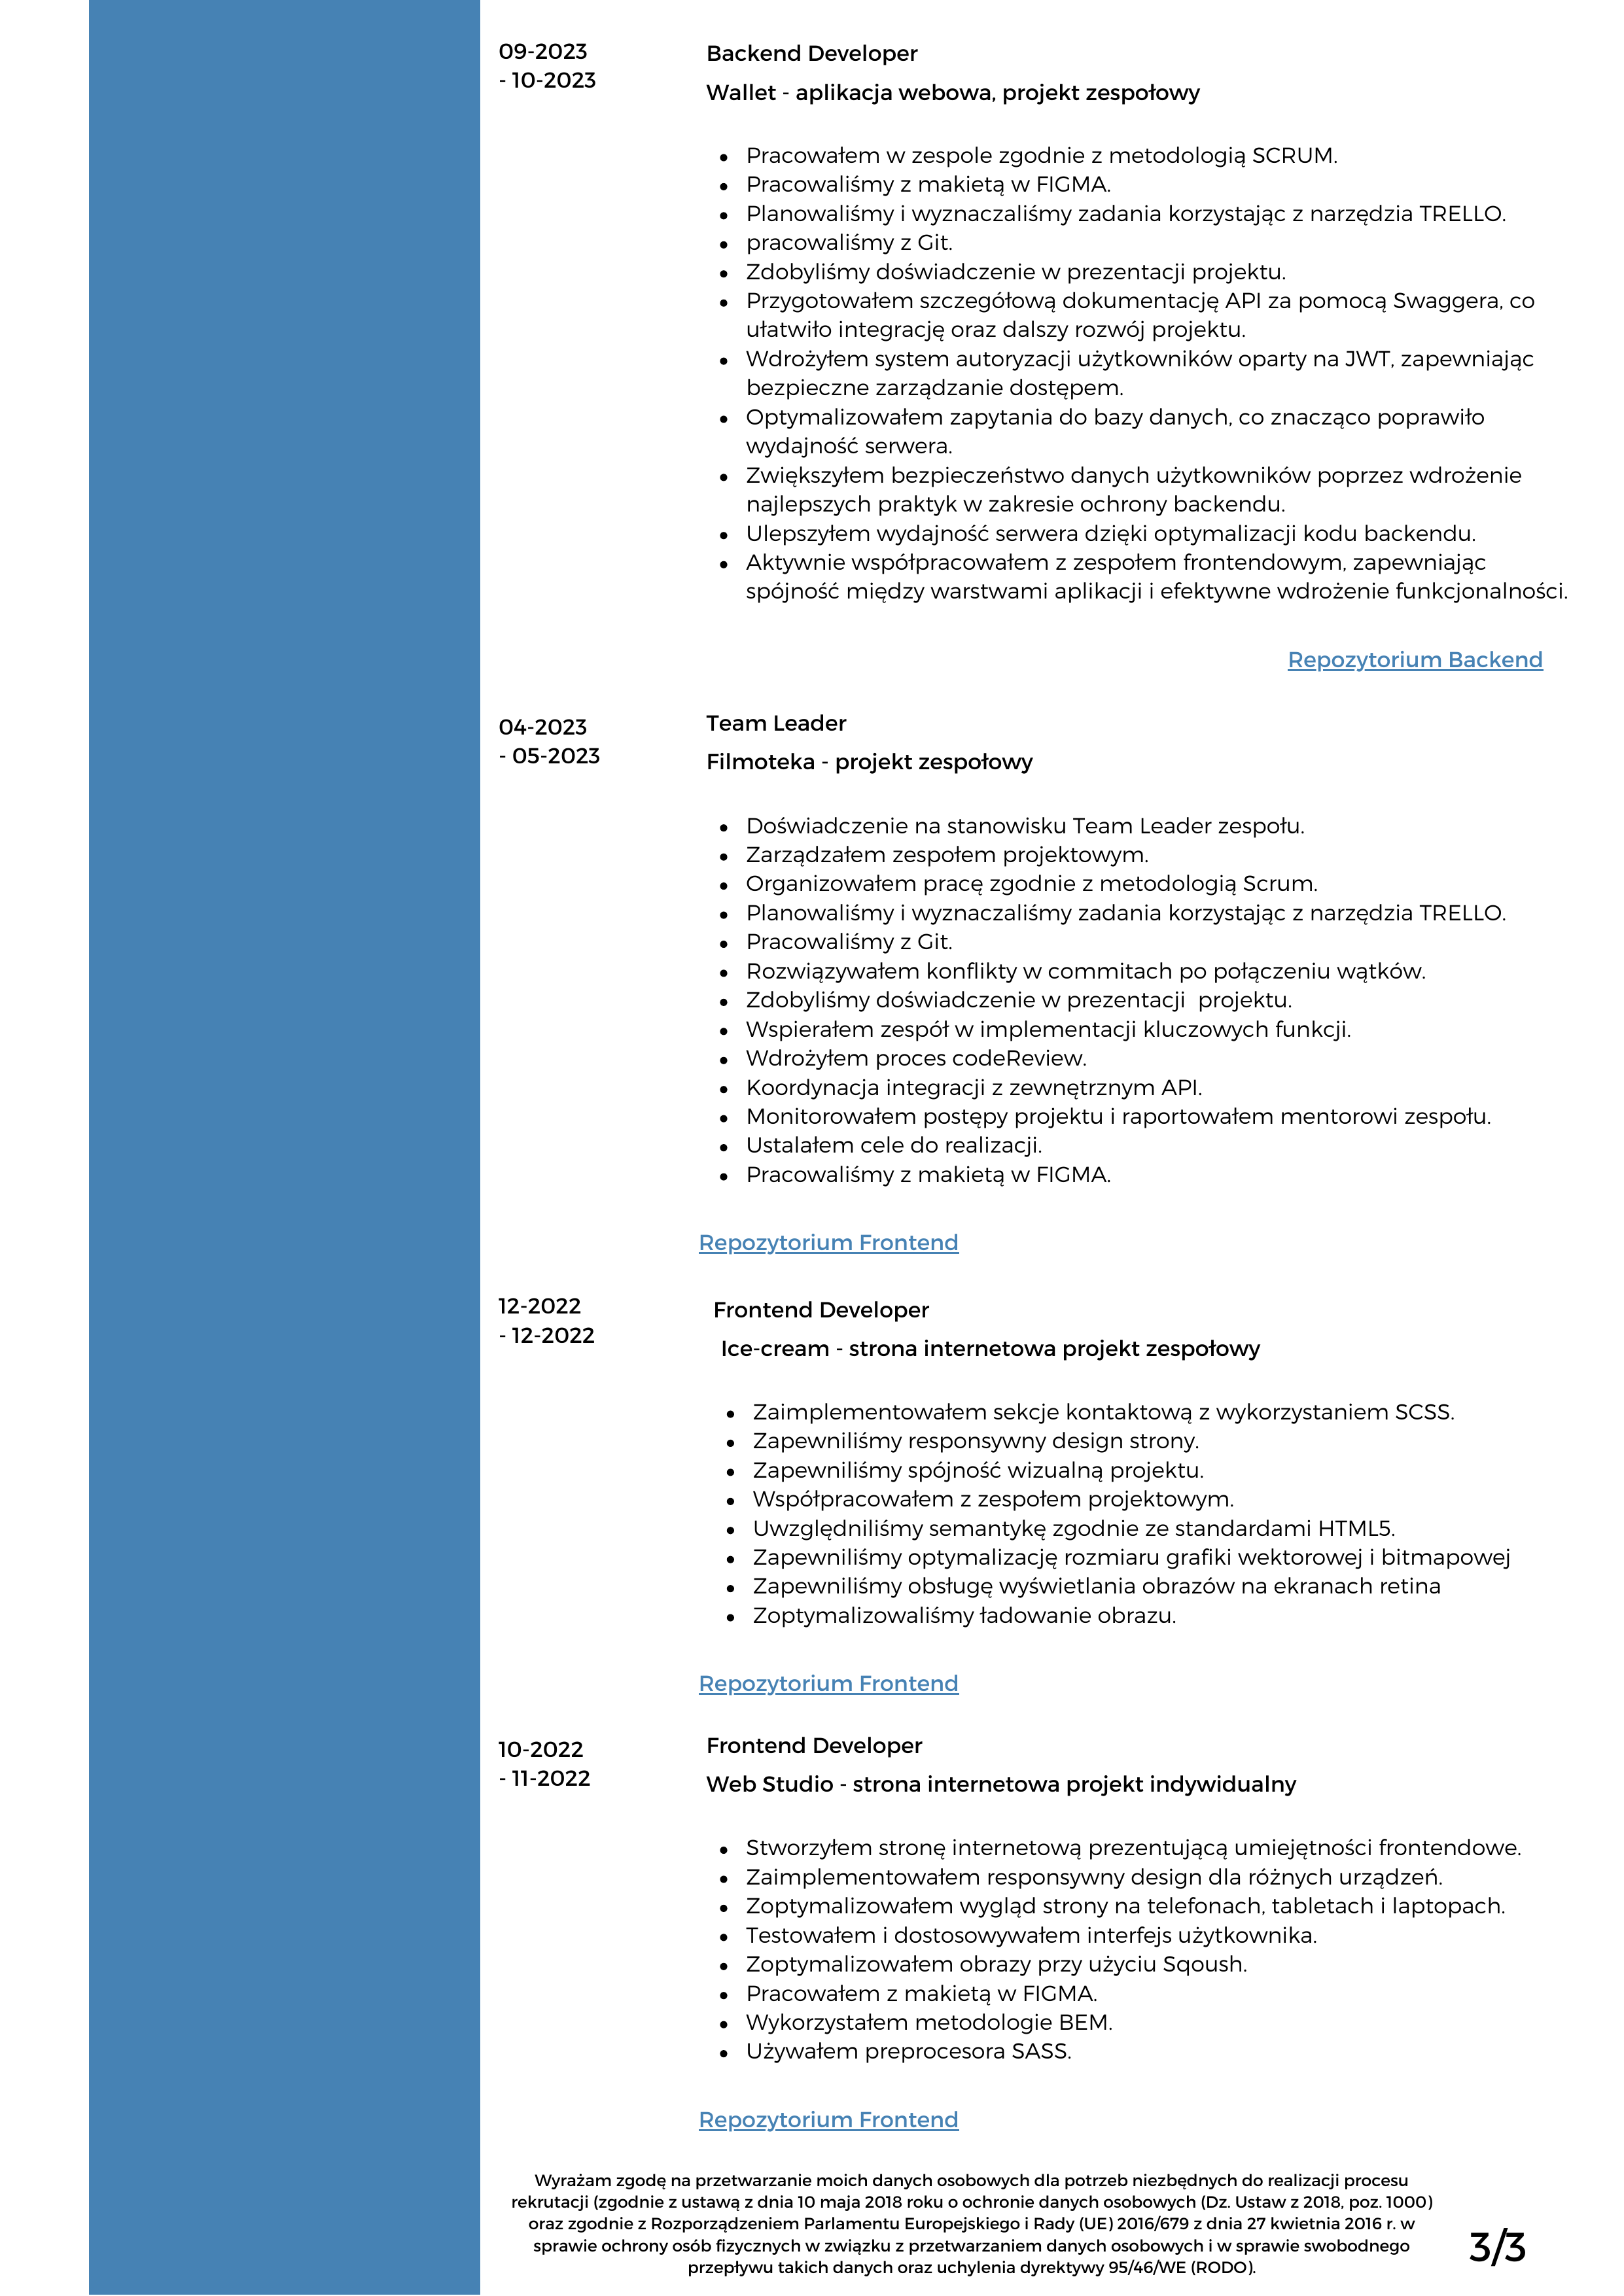 09-2023
- 10-2023
Backend Developer
Wallet - aplikacja webowa, projekt zespołowy
• Pracowałem w zespole zgodnie z metodologią SCRUM.
• Pracowaliśmy z makietą w FIGMA.
• Planowaliśmy i wyznaczaliśmy zadania korzystając z narzędzia TRELLO.
• pracowaliśmy z Git.
• Zdobyliśmy doświadczenie w prezentacji projektu.
• Przygotowałem szczegółową dokumentację API za pomocą Swaggera, co
ułatwiło integrację oraz dalszy rozwój projektu.
• Wdrożyłem system autoryzacji użytkowników oparty na JWT, zapewniając
bezpieczne zarządzanie dostępem.
• Optymalizowałem zapytania do bazy danych, co znacząco poprawiło
wydajność serwera.
• Zwiększyłem bezpieczeństwo danych użytkowników poprzez wdrożenie
najlepszych praktyk w zakresie ochrony backendu.
• Ulepszyłem wydajność serwera dzięki optymalizacji kodu backendu.
• Aktywnie współpracowałem z zespołem frontendowym, zapewniając
spójność między warstwami aplikacji i efektywne wdrożenie funkcjonalności.
Repozytorium Backend
04-2023
- 05-2023
Team Leader
Filmoteka - projekt zespołowy
• Doświadczenie na stanowisku Team Leader zespołu.
• Zarządzałem zespołem projektowym.
• Organizowałem pracę zgodnie z metodologią Scrum.
• Planowaliśmy i wyznaczaliśmy zadania korzystając z narzędzia TRELLO.
• Pracowaliśmy z Git.
• Rozwiązywałem konflikty w commitach po połączeniu wątków.
• Zdobyliśmy doświadczenie w prezentacji  projektu.
• Wspierałem zespół w implementacji kluczowych funkcji.
• Wdrożyłem proces codeReview.
• Koordynacja integracji z zewnętrznym API.
• Monitorowałem postępy projektu i raportowałem mentorowi zespołu.
• Ustalałem cele do realizacji.
• Pracowaliśmy z makietą w FIGMA.
Repozytorium Frontend
12-2022
- 12-2022
Frontend Developer
Ice-cream - strona internetowa projekt zespołowy
• Zaimplementowałem sekcje kontaktową z wykorzystaniem SCSS.
• Zapewniliśmy responsywny design strony.
• Zapewniliśmy spójność wizualną projektu.
• Współpracowałem z zespołem projektowym.
• Uwzględniliśmy semantykę zgodnie ze standardami HTML5.
• Zapewniliśmy optymalizację rozmiaru grafiki wektorowej i bitmapowej
• Zapewniliśmy obsługę wyświetlania obrazów na ekranach retina
• Zoptymalizowaliśmy ładowanie obrazu.
Repozytorium Frontend
10-2022
- 11-2022
Frontend Developer
Web Studio - strona internetowa projekt indywidualny
• Stworzyłem stronę internetową prezentującą umiejętności frontendowe.
• Zaimplementowałem responsywny design dla różnych urządzeń.
• Zoptymalizowałem wygląd strony na telefonach, tabletach i laptopach.
• Testowałem i dostosowywałem interfejs użytkownika.
• Zoptymalizowałem obrazy przy użyciu Sqoush.
• Pracowałem z makietą w FIGMA.
• Wykorzystałem metodologie BEM.
• Używałem preprocesora SASS.
Repozytorium Frontend
Wyrażam zgodę na przetwarzanie moich danych osobowych dla potrzeb niezbędnych do realizacji procesu
rekrutacji (zgodnie z ustawą z dnia 10 maja 2018 roku o ochronie danych osobowych (Dz. Ustaw z 2018, poz. 1000)
oraz zgodnie z Rozporządzeniem Parlamentu Europejskiego i Rady (UE) 2016/679 z dnia 27 kwietnia 2016 r. w
sprawie ochrony osób fizycznych w związku z przetwarzaniem danych osobowych i w sprawie swobodnego
przepływu takich danych oraz uchylenia dyrektywy 95/46/WE (RODO).
3/3